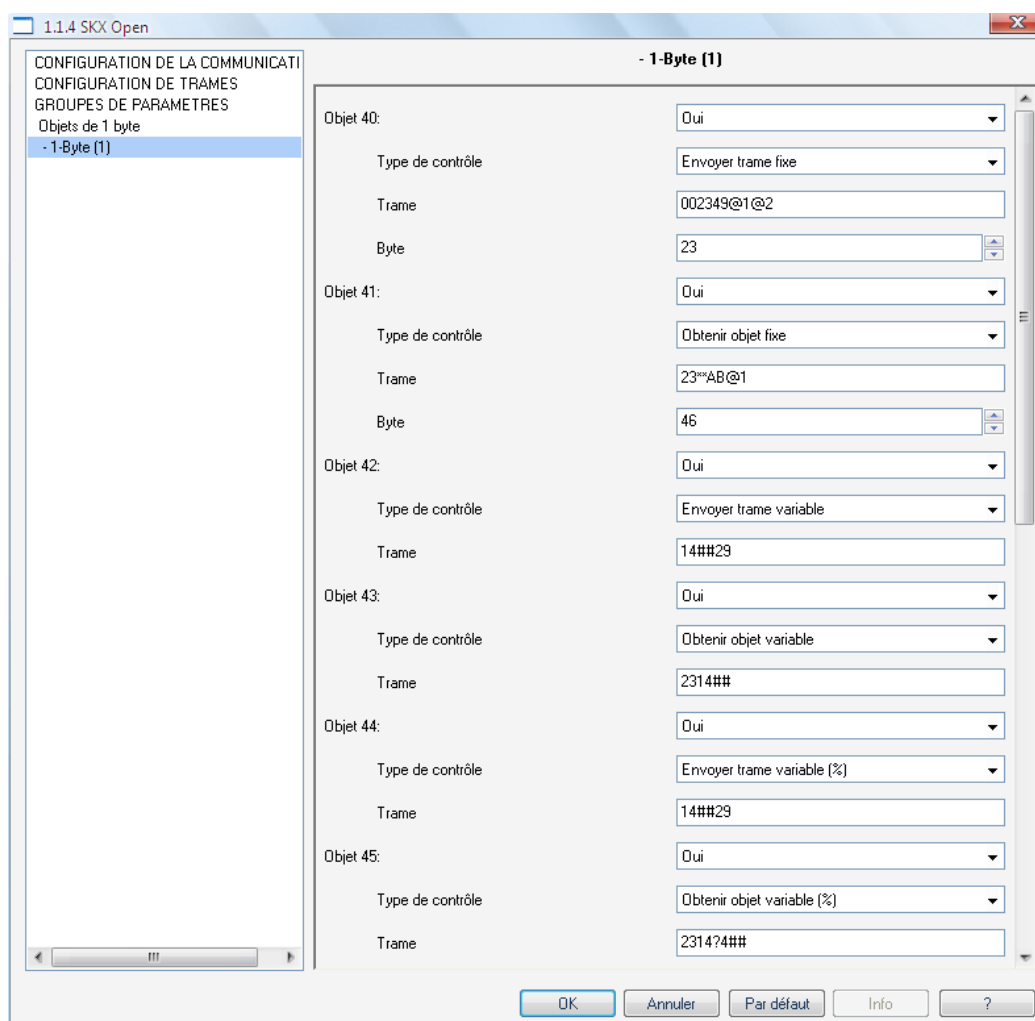 1.1.4 SKX Open
CONFIGURATION DE LA COMMUNICATI
CONFIGURATION DE TRAMES
GROUPES DE PARAMETRES
Objets de 1 byte
- 1-Byte (1)
- 1-Byte (1)
Objet 40: Oui
Type de contrôle Envoyer trame fixe
Trame 002349@1@2
Byte 23
Objet 41: Oui
Type de contrôle Obtenir objet fixe
Trame 23**AB@1
Byte 46
Objet 42: Oui
Type de contrôle Envoyer trame variable
Trame 14##29
Objet 43: Oui
Type de contrôle Obtenir objet variable
Trame 2314##
Objet 44: Oui
Type de contrôle Envoyer trame variable (%)
Trame 14##29
Objet 45: Oui
Type de contrôle Obtenir objet variable (%)
Trame 2314?4##
OK Annuler Par défaut Info ?